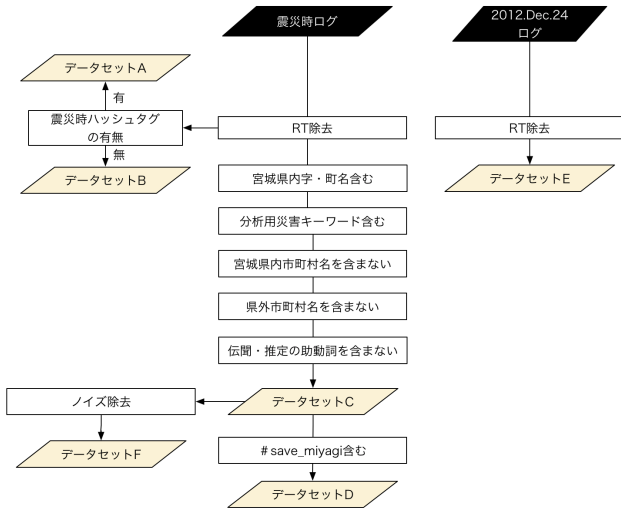 震災時ログ
2012.Dec.24
ログ
データセットA
有
震災時ハッシュタグ
の有無
無
データセットB
RT除去
RT除去
データセットE
宮城県内字・町名含む
分析用災害キーワード含む
宮城県内市町村名を含まない
県外市町村名を含まない
伝聞・推定の助動詞を含まない
ノイズ除去
データセットC
データセットF
＃save_miyagi含む
データセットD